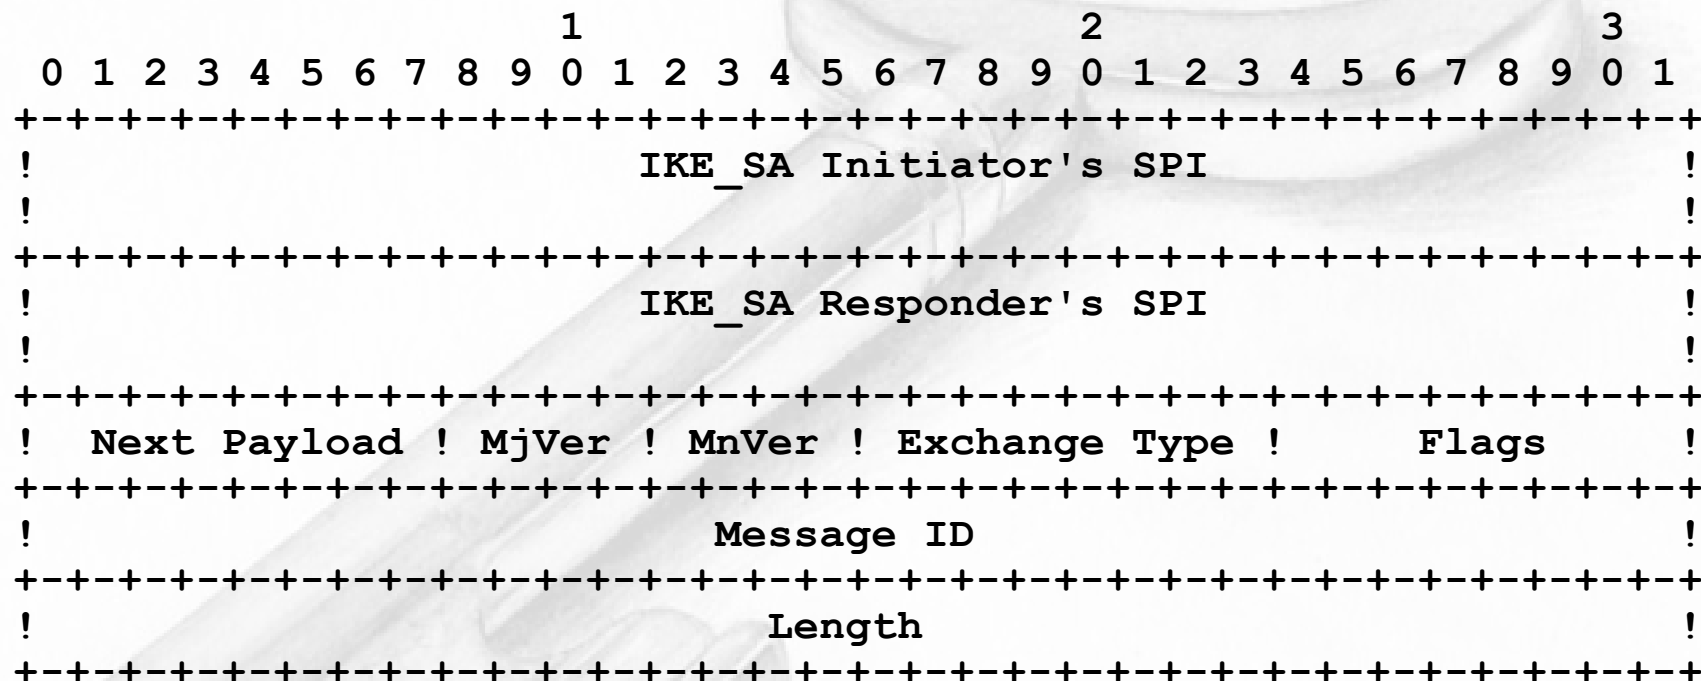 1                   2                   3
  0 1 2 3 4 5 6 7 8 9 0 1 2 3 4 5 6 7 8 9 0 1 2 3 4 5 6 7 8 9 0 1
 +-+-+-+-+-+-+-+-+-+-+-+-+-+-+-+-+-+-+-+-+-+-+-+-+-+-+-+-+-+-+-+-+
 !                       IKE_SA Initiator's SPI                  !
 !                                                               !
 +-+-+-+-+-+-+-+-+-+-+-+-+-+-+-+-+-+-+-+-+-+-+-+-+-+-+-+-+-+-+-+-+
 !                       IKE_SA Responder's SPI                  !
 !                                                               !
 +-+-+-+-+-+-+-+-+-+-+-+-+-+-+-+-+-+-+-+-+-+-+-+-+-+-+-+-+-+-+-+-+
 !  Next Payload ! MjVer ! MnVer ! Exchange Type !     Flags     !
 +-+-+-+-+-+-+-+-+-+-+-+-+-+-+-+-+-+-+-+-+-+-+-+-+-+-+-+-+-+-+-+-+
 !                          Message ID                           !
 +-+-+-+-+-+-+-+-+-+-+-+-+-+-+-+-+-+-+-+-+-+-+-+-+-+-+-+-+-+-+-+-+
 !                            Length                             !
 +-+-+-+-+-+-+-+-+-+-+-+-+-+-+-+-+-+-+-+-+-+-+-+-+-+-+-+-+-+-+-+-+